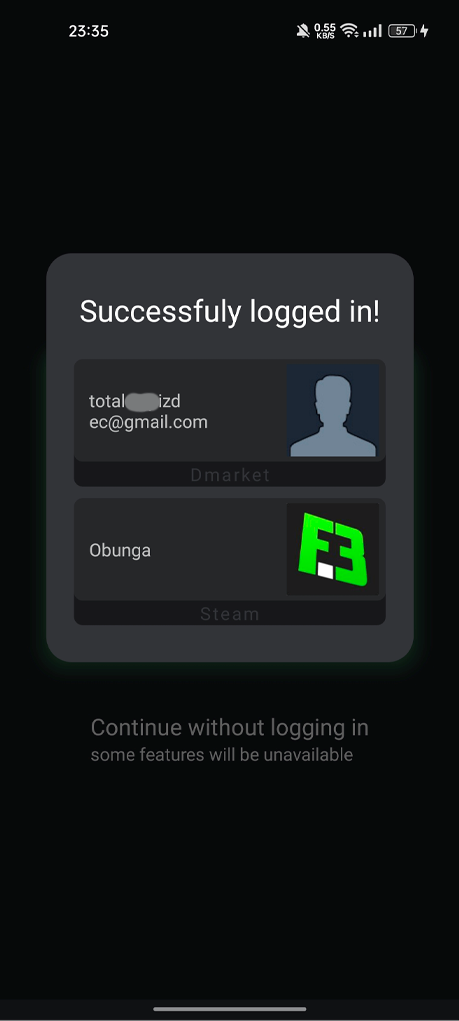 23:35
0.55
KB/S
57
Successfuly logged in!
total izd
ec@gmail.com
Dmarket
Obunga
F3
Steam
Continue without logging in
some features will be unavailable